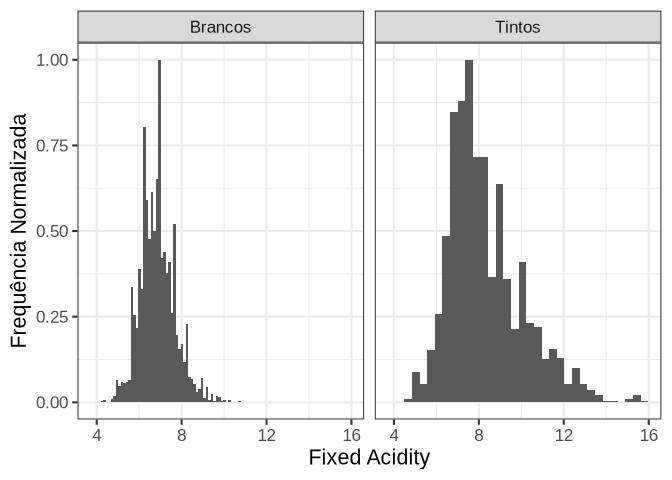 Brancos
Tintos
1.00
0.75
0.50
0.25
0.00
Frequência Normalizada
4 8 12 16
4 8 12 16
Fixed Acidity